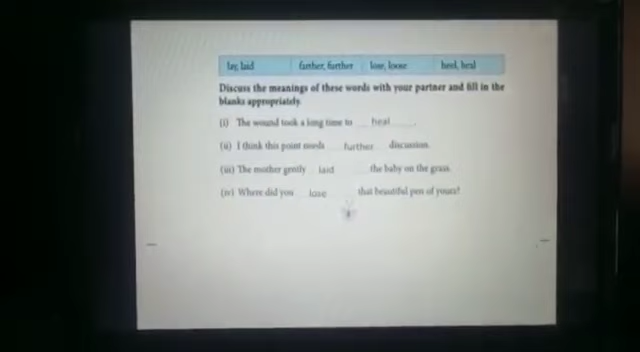 lay, laid farther, further lose, loose heel, heal
Discuss the meanings of these words with your partner and fill in the
blanks appropriately.
(i) The wound took a long time to heal .
(ii) I think this point needs further discussion.
(iii) The mother gently laid the baby on the grass.
(iv) Where did you lose that beautiful pen of yours?